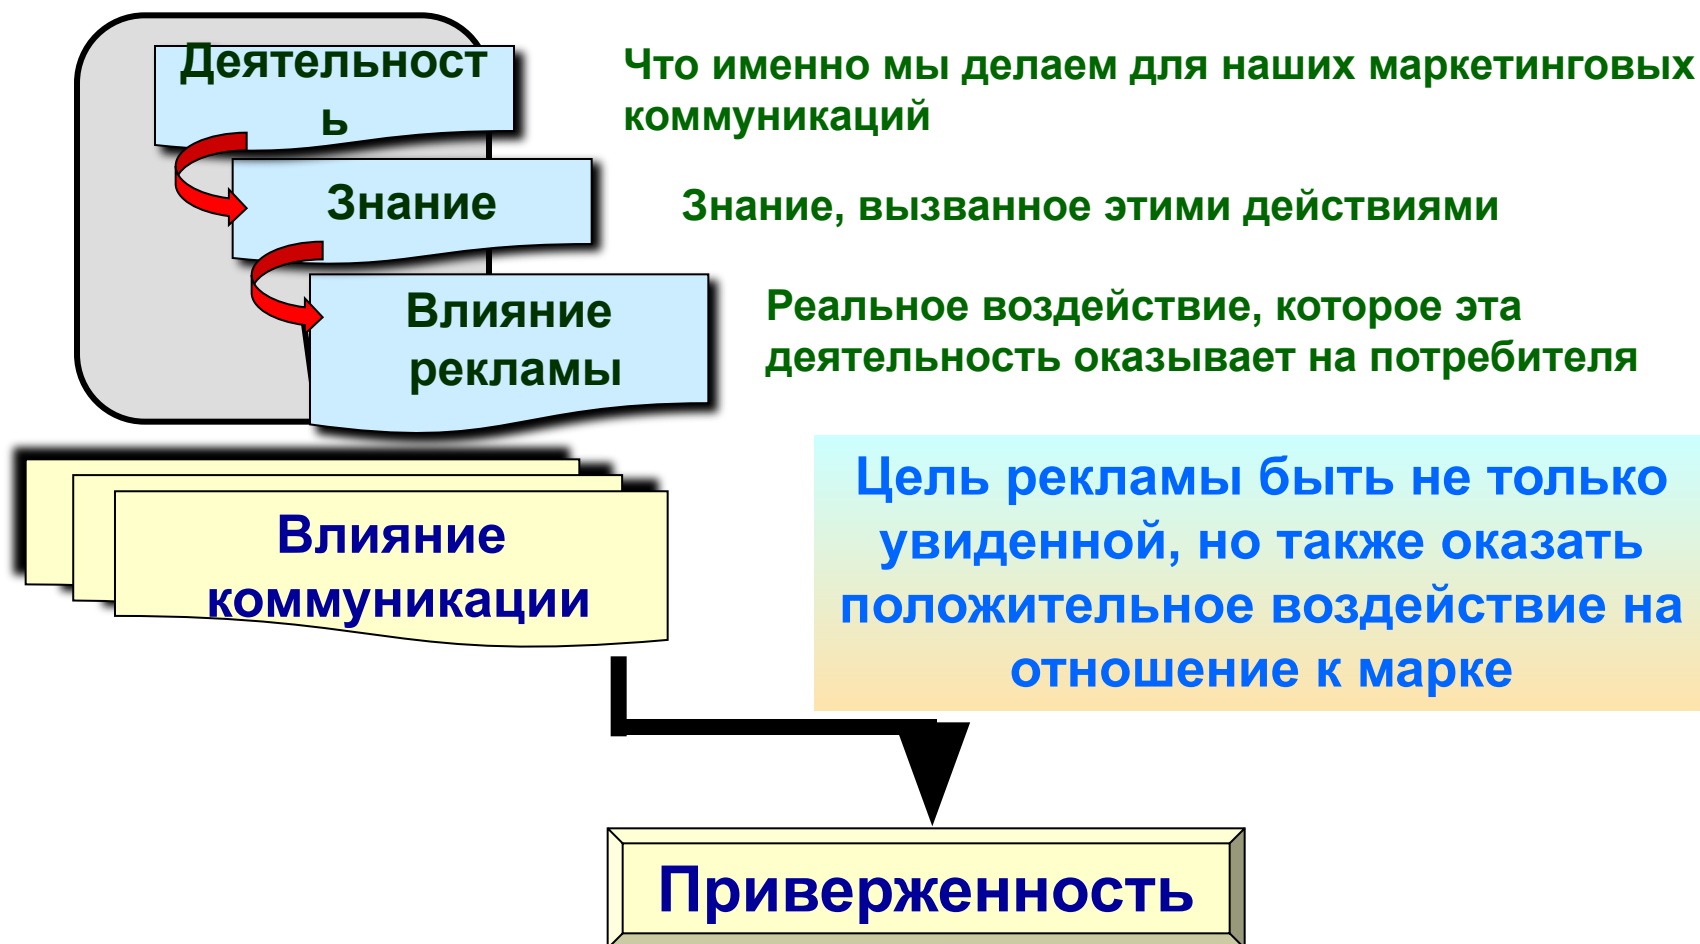 Деятельност
ь
Что именно мы делаем для наших маркетинговых
коммуникаций
Знание
Знание, вызванное этими действиями
Влияние
рекламы
Реальное воздействие, которое эта
деятельность оказывает на потребителя
Влияние
коммуникации
Цель рекламы быть не только
увиденной, но также оказать
положительное воздействие на
отношение к марке
Приверженность